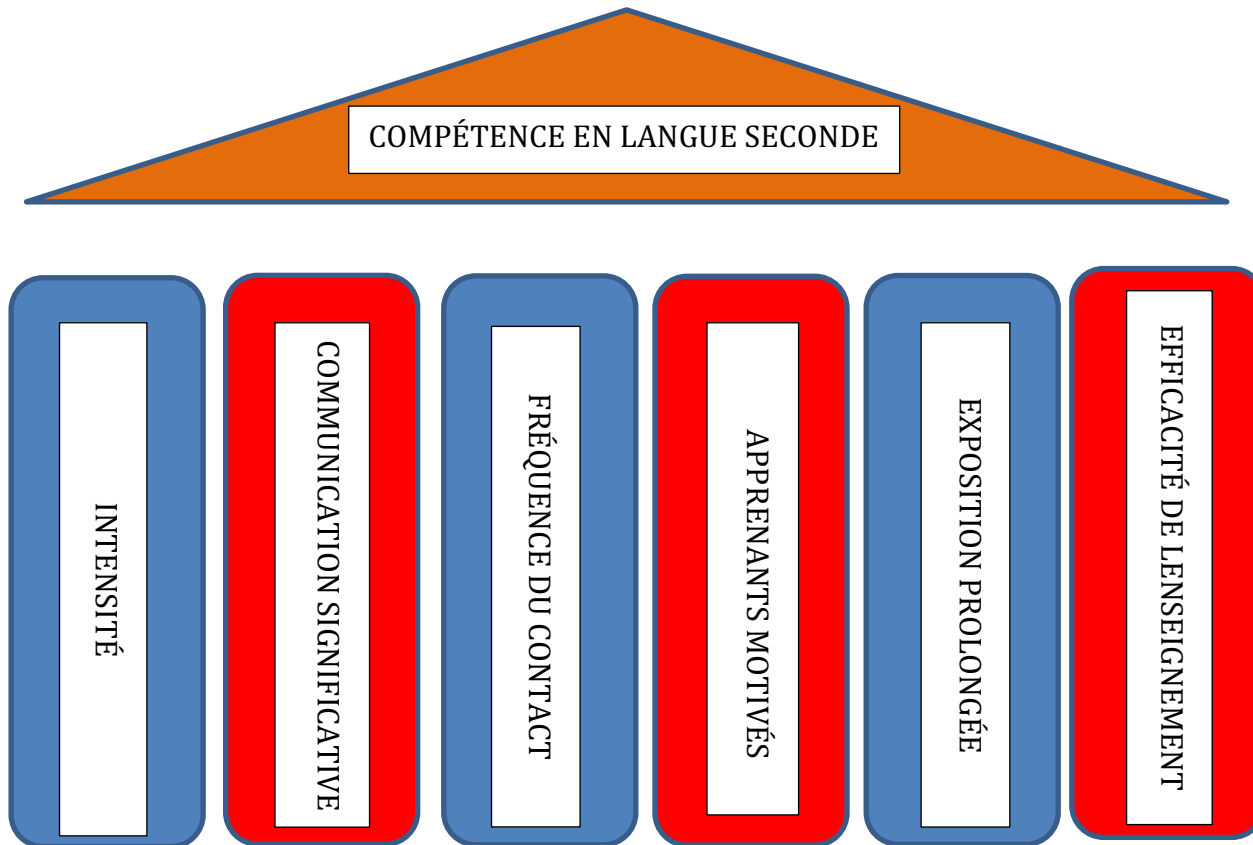 COMPÉTENCE EN LANGUE SECONDE
INTENSITÉ
COMMUNICATION SIGNIFICATIVE
FRÉQUENCE DU CONTACT
APPRENANTS MOTIVÉS
EXPOSITION PROLONGÉE
EFFICACITÉ DE LENSEIGNEMENT